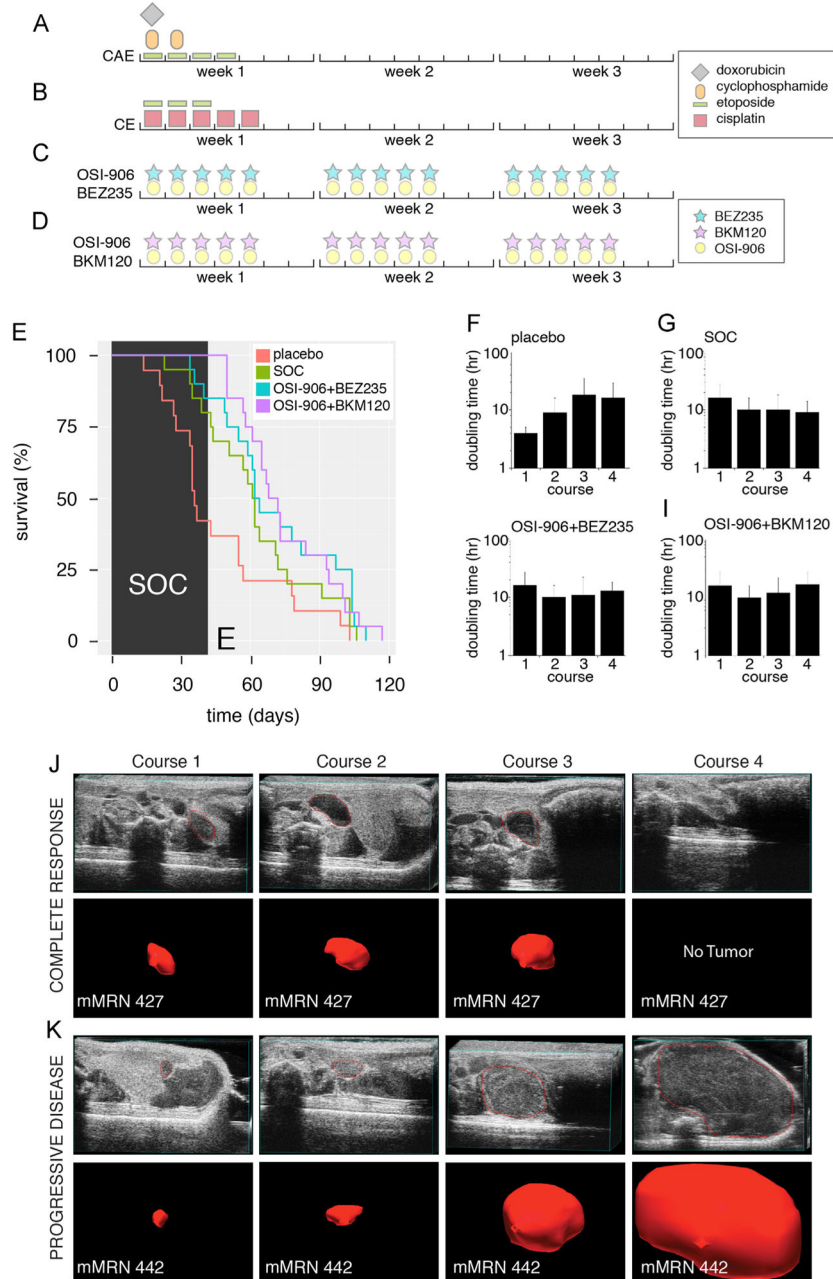 A
CAE
week 1
week 2
week 3
doxorubicin
cyclophosphamide
etoposide
cisplatin
B
CE
week 1
week 2
week 3
C
OSI-906
BEZ235
week 1
week 2
week 3
D
OSI-906
BKM120
week 1
week 2
week 3
BEZ235
BKM120
OSI-906
E
survival (%)
100
75
50
25
0
placebo
SOC
OSI-906+BEZ235
OSI-906+BKM120
SOC
E
0
30
60
90
120
time (days)
F
placebo
doubling time (hr)
100
10
1
1 2 3 4
course
G
SOC
doubling time (hr)
100
10
1
1 2 3 4
course
OSI-906+BEZ235
doubling time (hr)
100
10
1
1 2 3 4
course
I
OSI-906+BKM120
doubling time (hr)
100
10
1
1 2 3 4
course
J
Course 1
Course 2
Course 3
Course 4
COMPLETE RESPONSE
No Tumor
mMRN 427
mMRN 427
mMRN 427
mMRN 427
K
PROGRESSIVE DISEASE
mMRN 442
mMRN 442
mMRN 442
mMRN 442